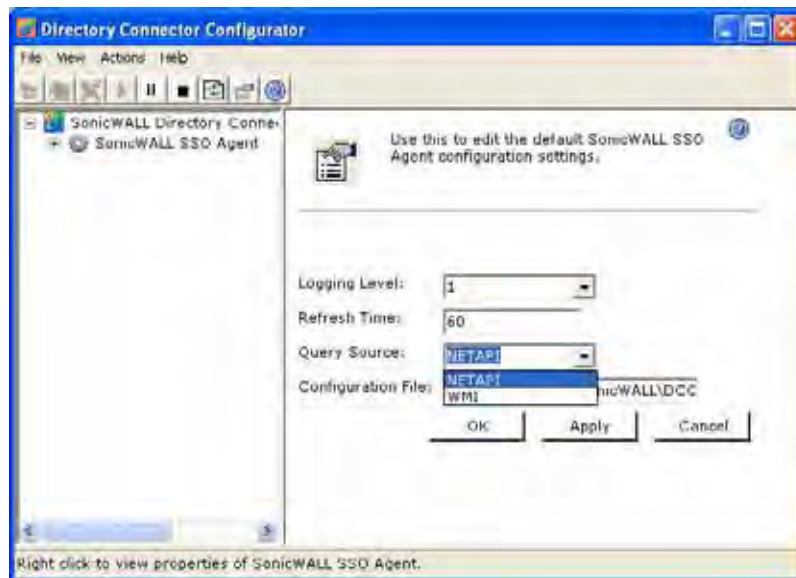 Directory Connector Configurator
File View Actions Help
SonicWALL Directory Conne
SonicWALL SSO Agent
Use this to edit the default SonicWALL SSO
Agent configuration settings.
Logging Level: 1
Refresh Time: 60
Query Source: NETAPI
NETAPI
WMI
Configuration File: nicWALL\DCC
OK Apply Cancel
Right click to view properties of SonicWALL SSO Agent.